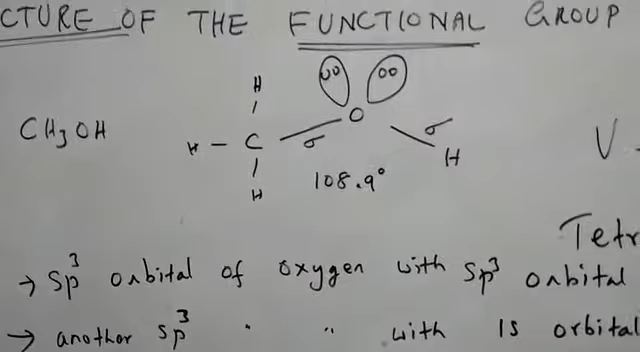 CTURE OF THE FUNCTIONAL GROUP
H
CH3OH
H - C σ O σ H
V
H
108.9°
Tetr
→ Sp³ orbital of oxygen with Sp³ orbital
→ another Sp³ " " with 1S orbital